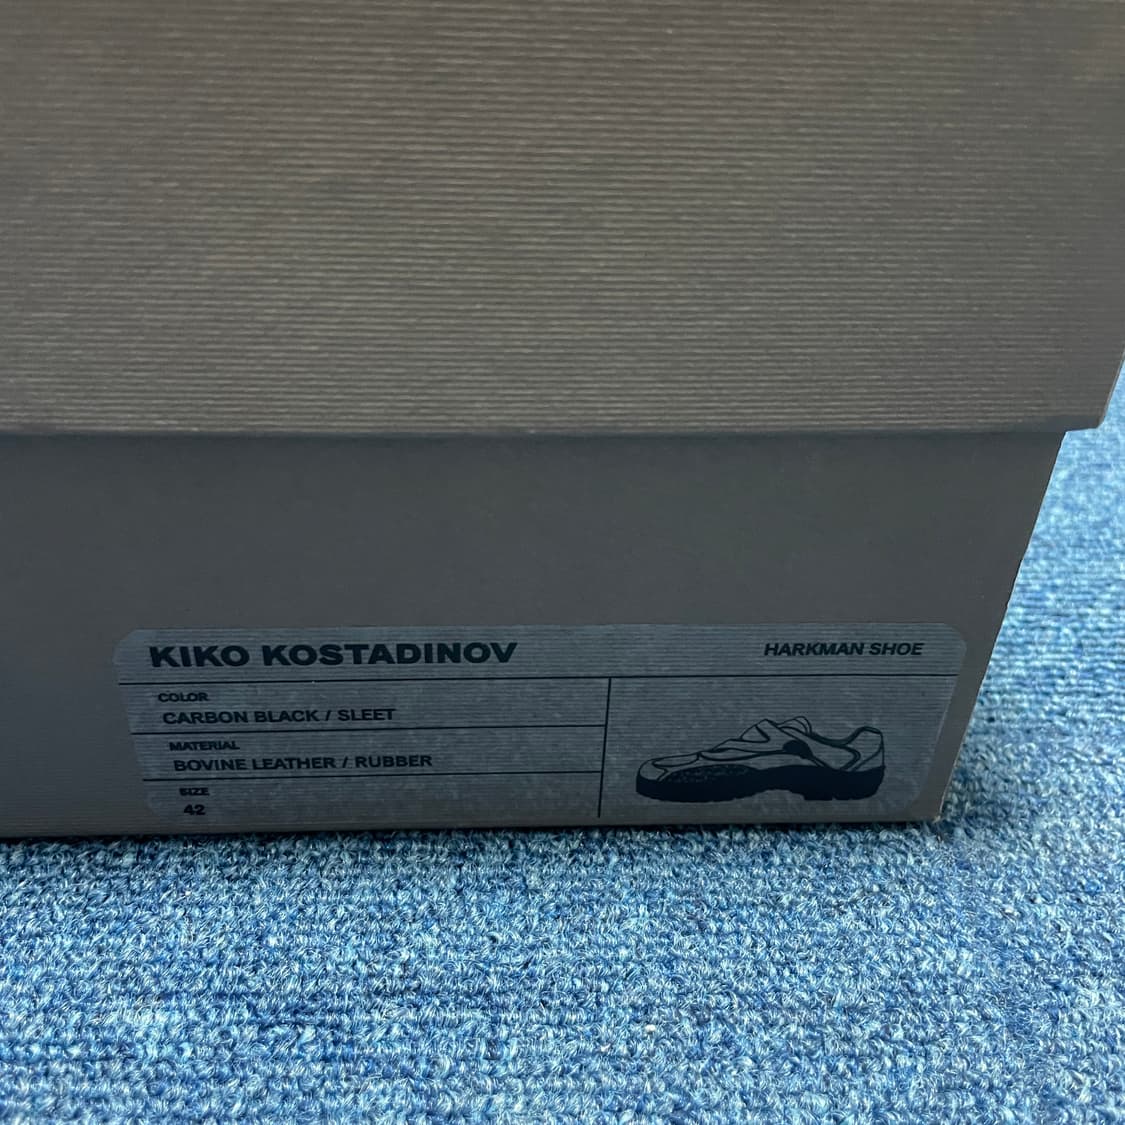 KIKO KOSTADINOV
HARKMAN SHOE
COLOR
CARBON BLACK / SLEET
MATERIAL
BOVINE LEATHER / RUBBER
SIZE
42